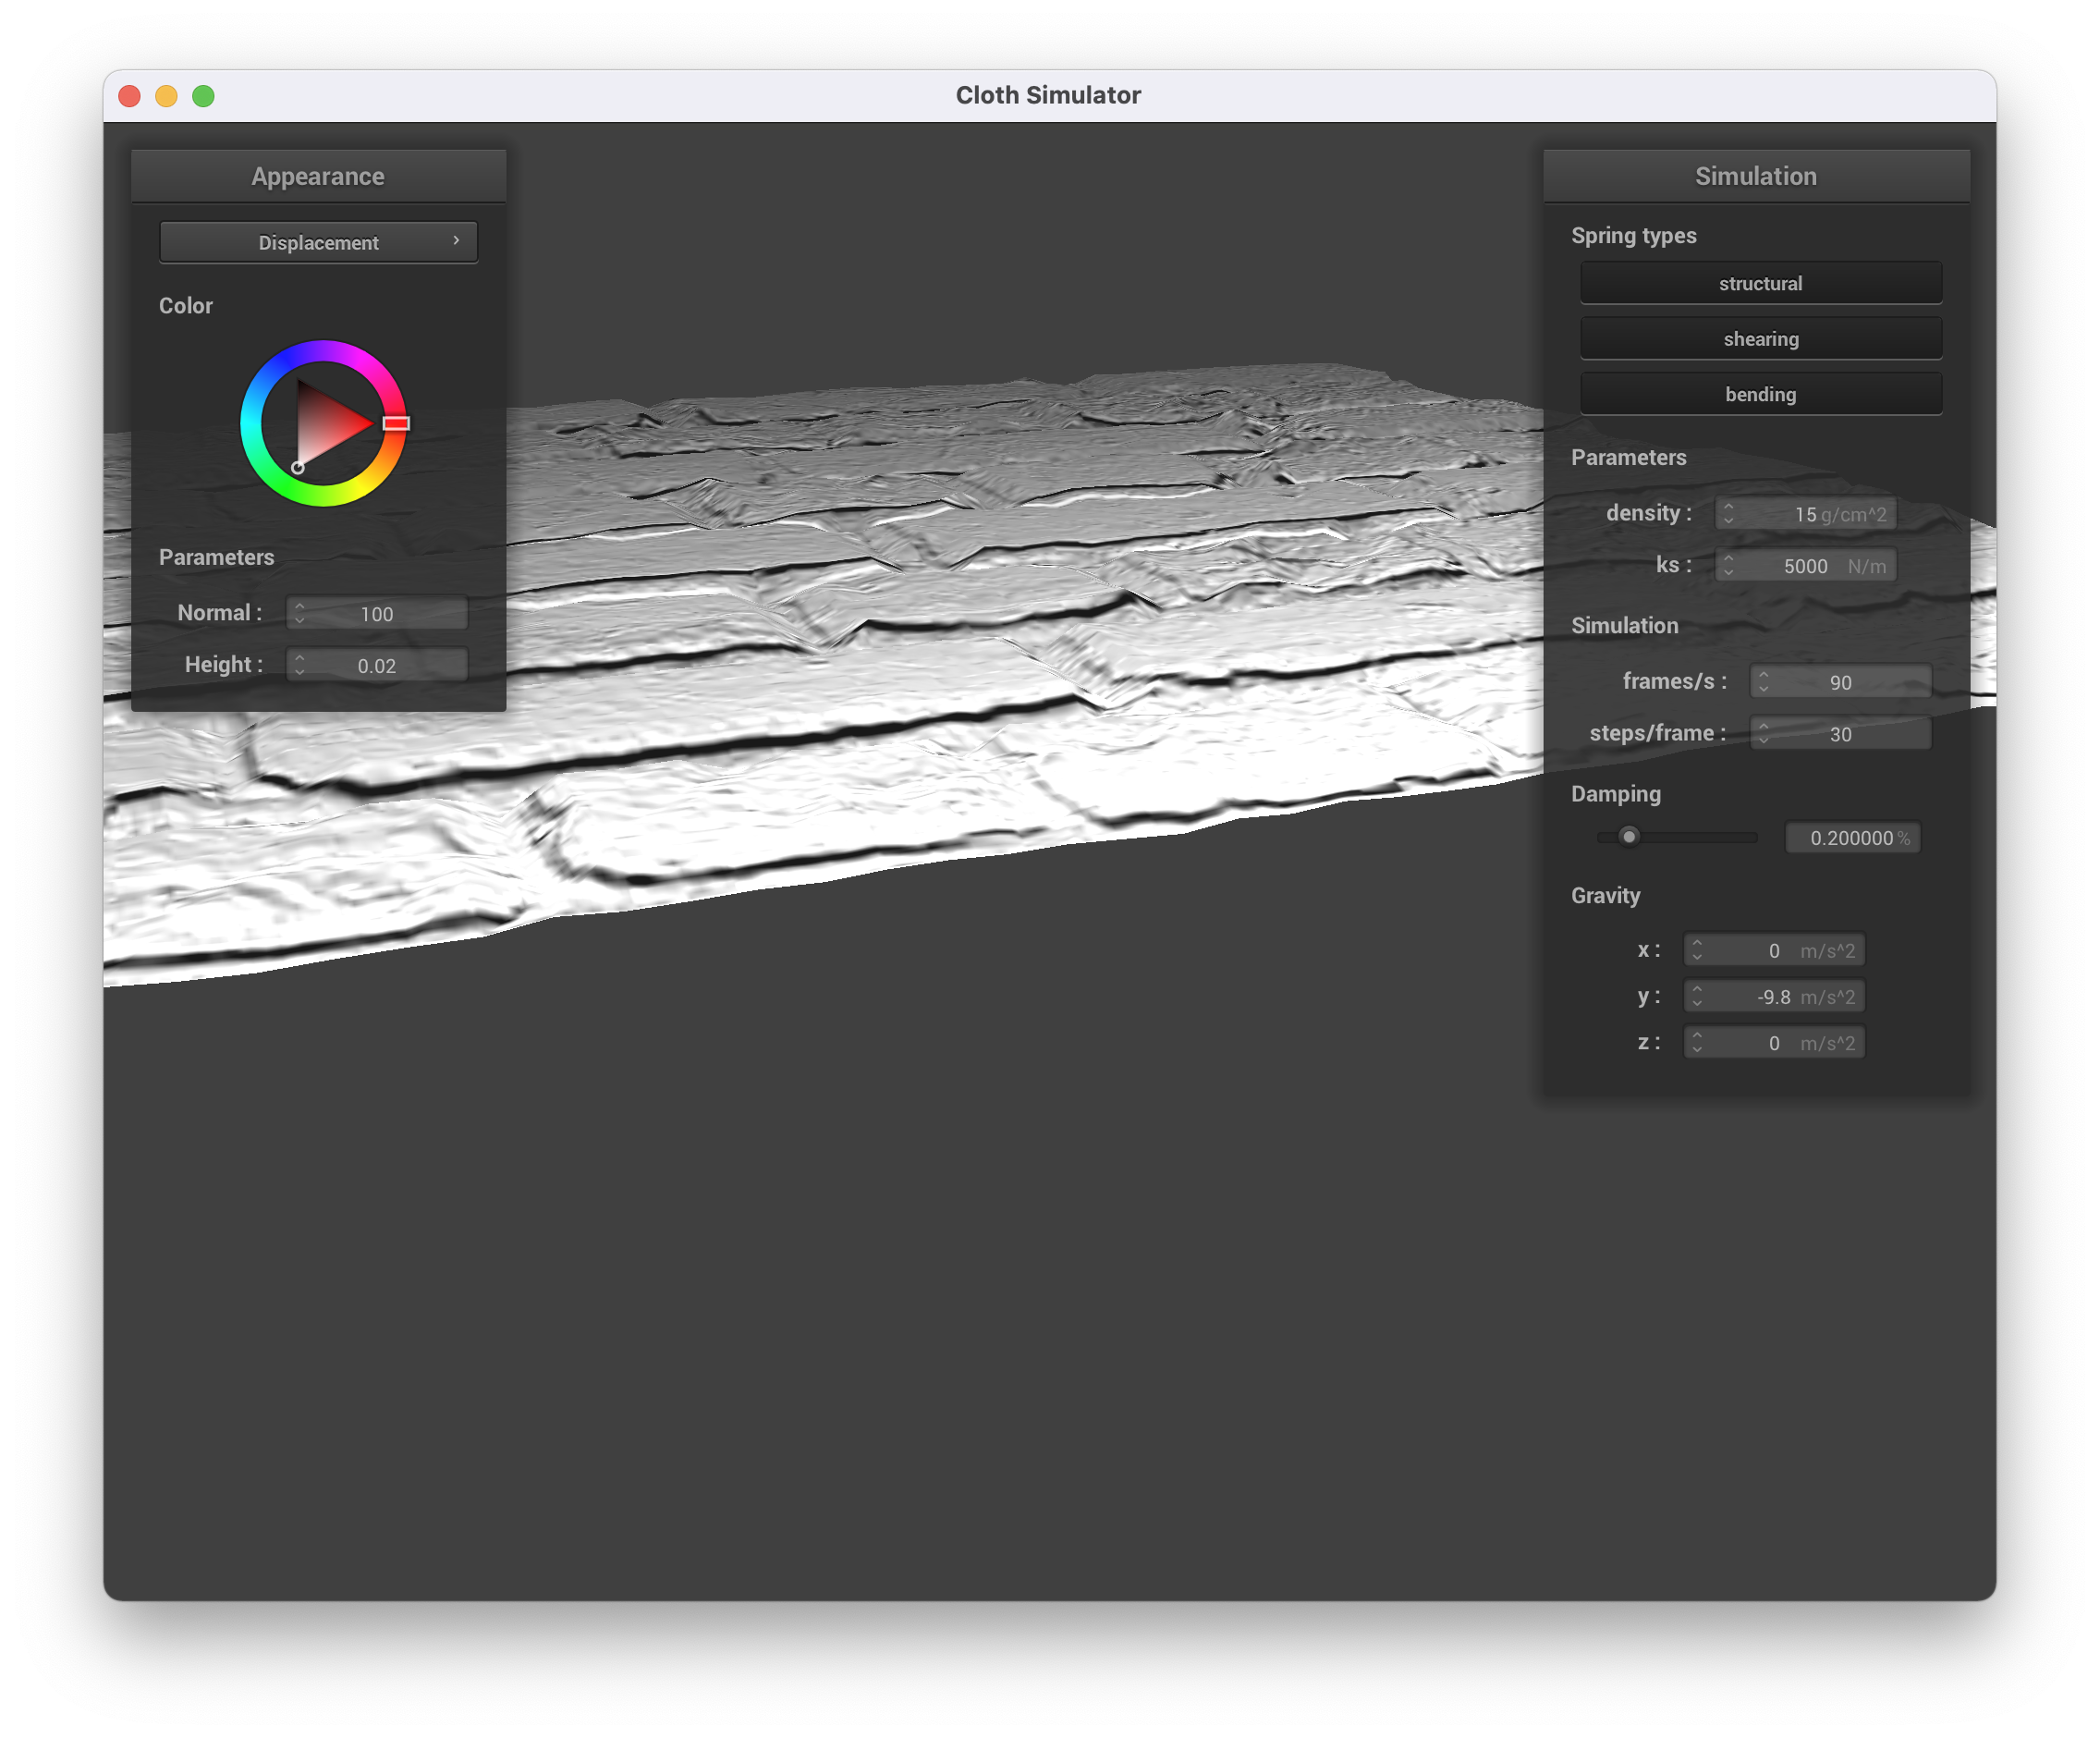 Cloth Simulator
Appearance
Displacement
Color
Parameters
Normal : 100
Height : 0.02
Simulation
Spring types
structural
shearing
bending
Parameters
density : 15 g/cm^2
ks : 5000 N/m
Simulation
frames/s : 90
steps/frame : 30
Damping
0.200000 %
Gravity
x : 0 m/s^2
y : -9.8 m/s^2
z : 0 m/s^2